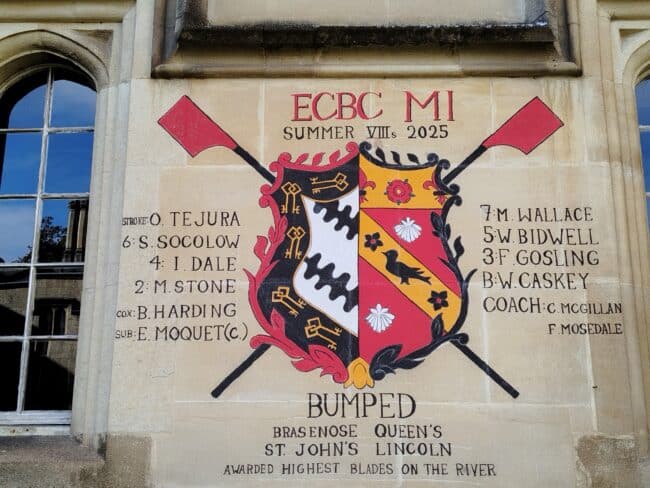 ECBC M1
SUMMER VIIIs 2025
STROKE: O. TEJURA
6: S. SOCOLOW
4: I. DALE
2: M. STONE
COX: B. HARDING
SUB: E. MOQUET (C.)
7: M. WALLACE
5: W. BIDWELL
3: F. GOSLING
B: W. CASKEY
COACH: C. MCGILLAN
F. MOSEDALE
BUMPED
BRASENOSE QUEEN'S
ST. JOHN'S LINCOLN
AWARDED HIGHEST BLADES ON THE RIVER